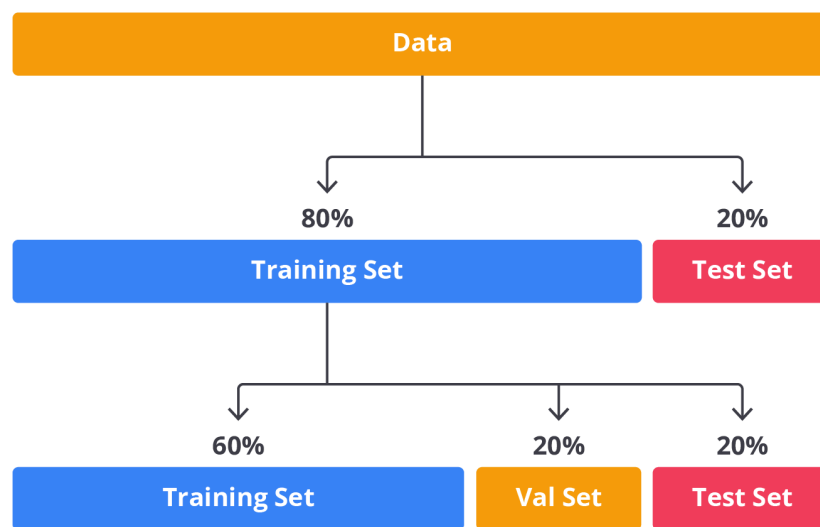 Data
80%
20%
Training Set
Test Set
60%
20%
20%
Training Set
Val Set
Test Set